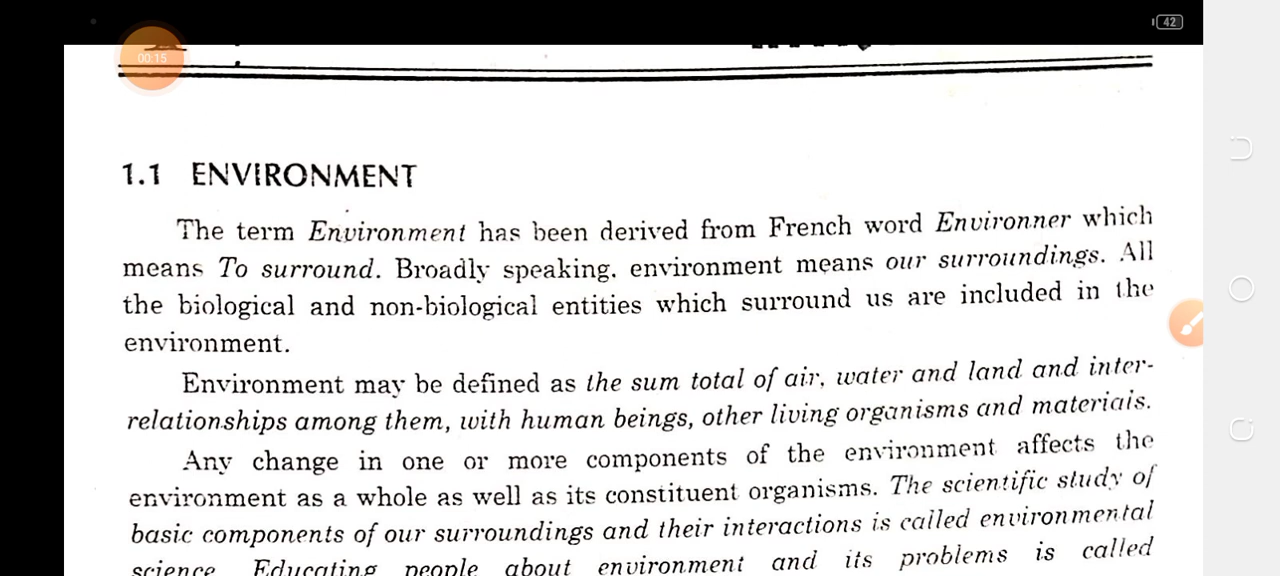 42
00:15
1.1 ENVIRONMENT
The term Environment has been derived from French word Environner which
means To surround. Broadly speaking, environment means our surroundings. All
the biological and non-biological entities which surround us are included in the
environment.
Environment may be defined as the sum total of air, water and land and inter-
relationships among them, with human beings, other living organisms and materials.
Any change in one or more components of the environment affects the
environment as a whole as well as its constituent organisms. The scientific study of
basic components of our surroundings and their interactions is called environmental
science. Educating people about environment and its problems is called